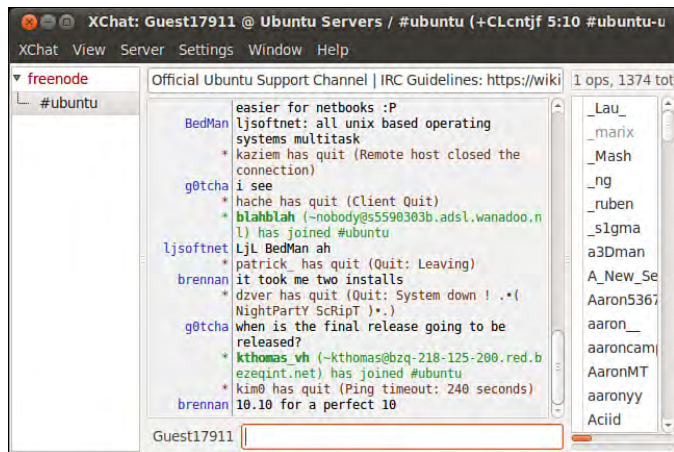 XChat: Guest17911 @ Ubuntu Servers / #ubuntu (+CLcntjf 5:10 #ubuntu-u
XChat View Server Settings Window Help
freenode
#ubuntu
Official Ubuntu Support Channel | IRC Guidelines: https://wiki
1 ops, 1374 tot
easier for netbooks :P
BedMan ljsoftnet: all unix based operating
systems multitask
* kaziem has quit (Remote host closed the
connection)
g0tcha i see
* hache has quit (Client Quit)
* blahblah (~nobody@s5590303b.adsl.wanadoo.n
l) has joined #ubuntu
ljsoftnet LjL BedMan ah
* patrick_ has quit (Quit: Leaving)
brennan it took me two installs
* dzver has quit (Quit: System down ! .•(
NightPartY ScRipT )•.)
g0tcha when is the final release going to be
released?
* kthomas_vh (~kthomas@bzq-218-125-200.red.b
ezeqint.net) has joined #ubuntu
* kim0 has quit (Ping timeout: 240 seconds)
brennan 10.10 for a perfect 10
Guest17911
_Lau_
_marix
_Mash
_ng
_ruben
_s1gma
a3Dman
A_New_Se
Aaron5367
aaron__
aaroncamp
AaronMT
aaronyy
Aciid